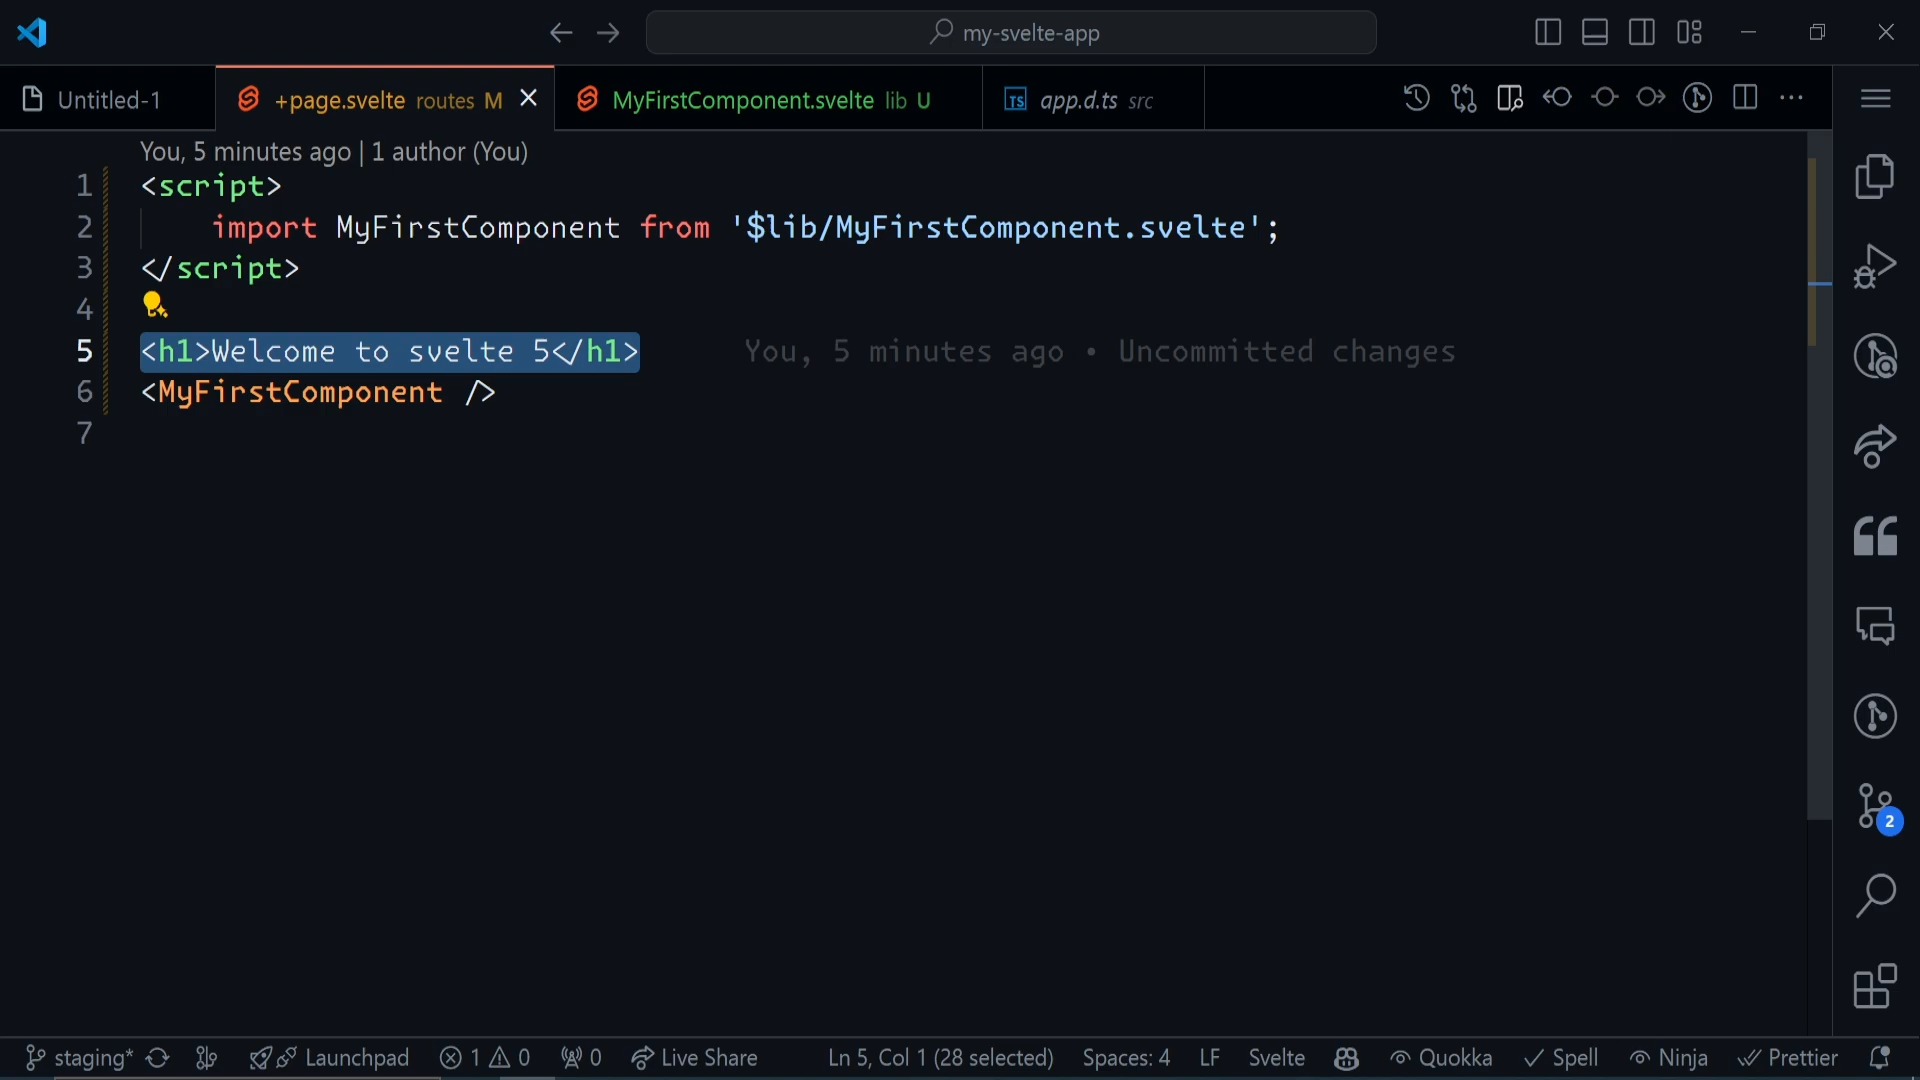 my-svelte-app
Untitled-1
+page.svelte routes M
MyFirstComponent.svelte lib U
TS app.d.ts src
You, 5 minutes ago | 1 author (You)
1 <script>
2 import MyFirstComponent from '$lib/MyFirstComponent.svelte';
3 </script>
4
5 <h1>Welcome to svelte 5</h1> You, 5 minutes ago • Uncommitted changes
6 <MyFirstComponent />
7
2
staging* Launchpad 1 0 0 Live Share Ln 5, Col 1 (28 selected) Spaces: 4 LF Svelte Quokka Spell Ninja Prettier